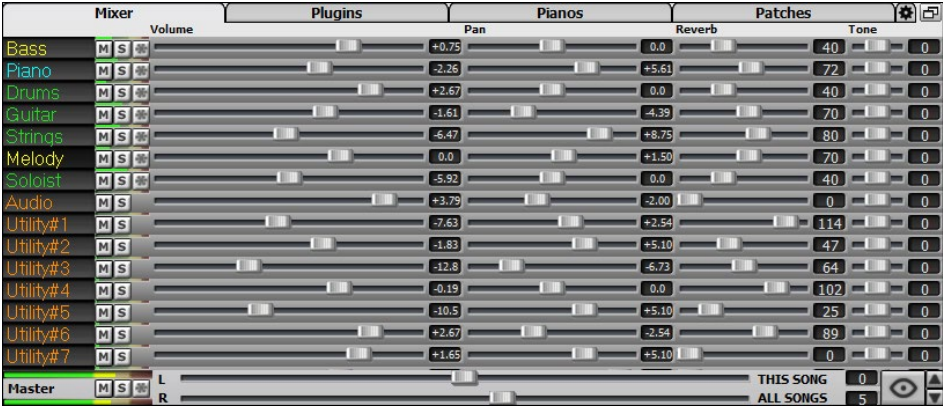 Mixer Plugins Pianos Patches
Volume Pan Reverb Tone
Bass M S +0.75 0.0 40 0
Piano M S -2.26 +5.61 72 0
Drums M S +2.67 0.0 40 0
Guitar M S -1.61 -4.39 70 0
Strings M S -6.47 +8.75 80 0
Melody M S 0.0 +1.50 70 0
Soloist M S -5.92 0.0 40 0
Audio M S +3.79 -2.00 0 0
Utility#1 M S -7.63 +2.54 114 0
Utility#2 M S -1.83 +5.10 47 0
Utility#3 M S -12.8 -6.73 64 0
Utility#4 M S -0.19 0.0 102 0
Utility#5 M S -10.5 +5.10 25 0
Utility#6 M S +2.67 -2.54 89 0
Utility#7 M S +1.65 +5.10 0 0
Master M S
L THIS SONG 0
R ALL SONGS 5